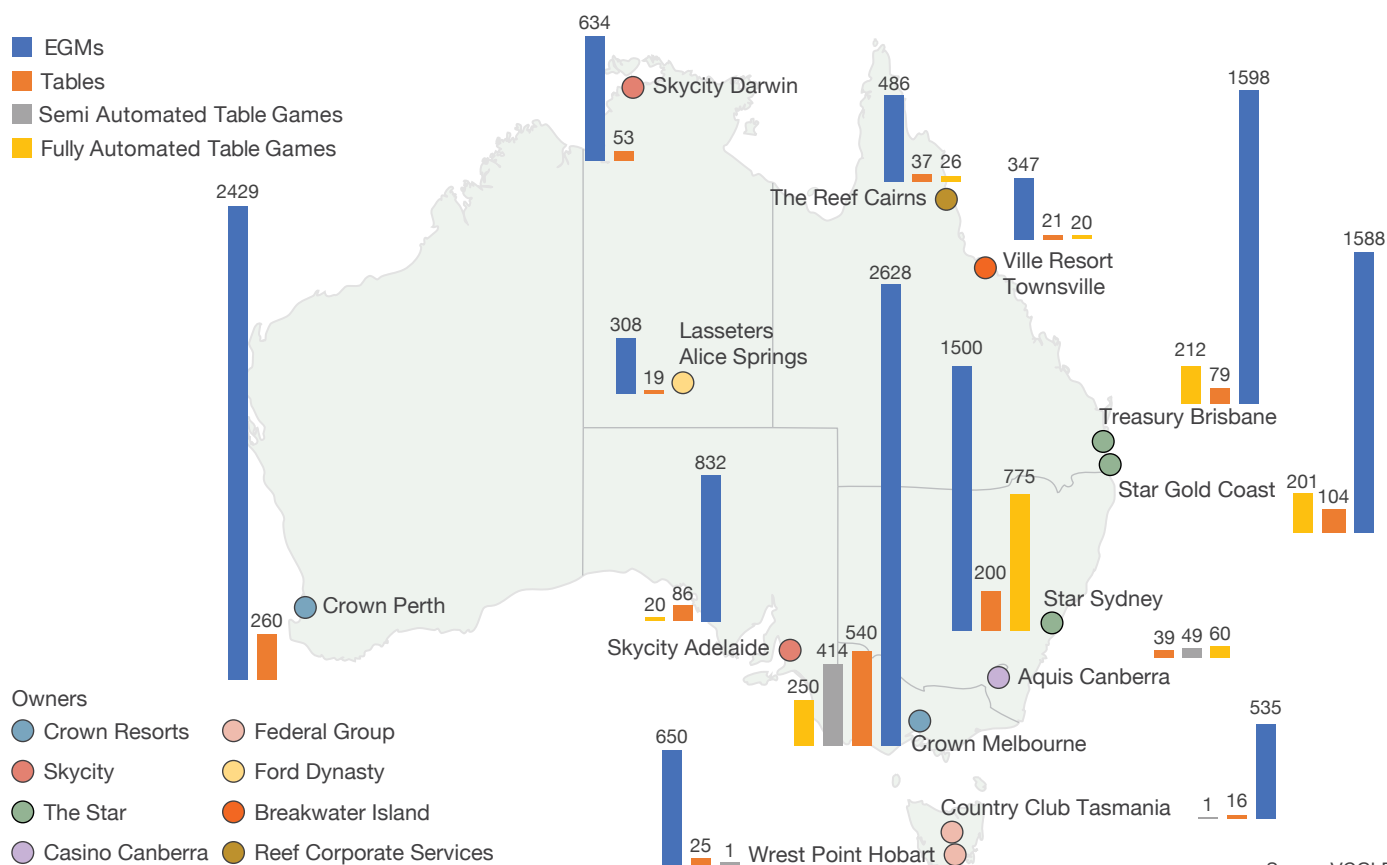 EGMs
Tables
Semi Automated Table Games
Fully Automated Table Games
634
53
Skycity Darwin
486
37 26
The Reef Cairns
347
21 20
Ville Resort
Townsville
1598
212
79
Treasury Brisbane
1588
201
104
Star Gold Coast
2429
260
Crown Perth
308
19
Lasseters
Alice Springs
832
20
86
Skycity Adelaide
2628
250
414
540
Crown Melbourne
1500
200
775
Star Sydney
39 49 60
Aquis Canberra
535
1 16
Country Club Tasmania
650
25 1
Wrest Point Hobart
Owners
Crown Resorts
Federal Group
Skycity
Ford Dynasty
The Star
Breakwater Island
Casino Canberra
Reef Corporate Services